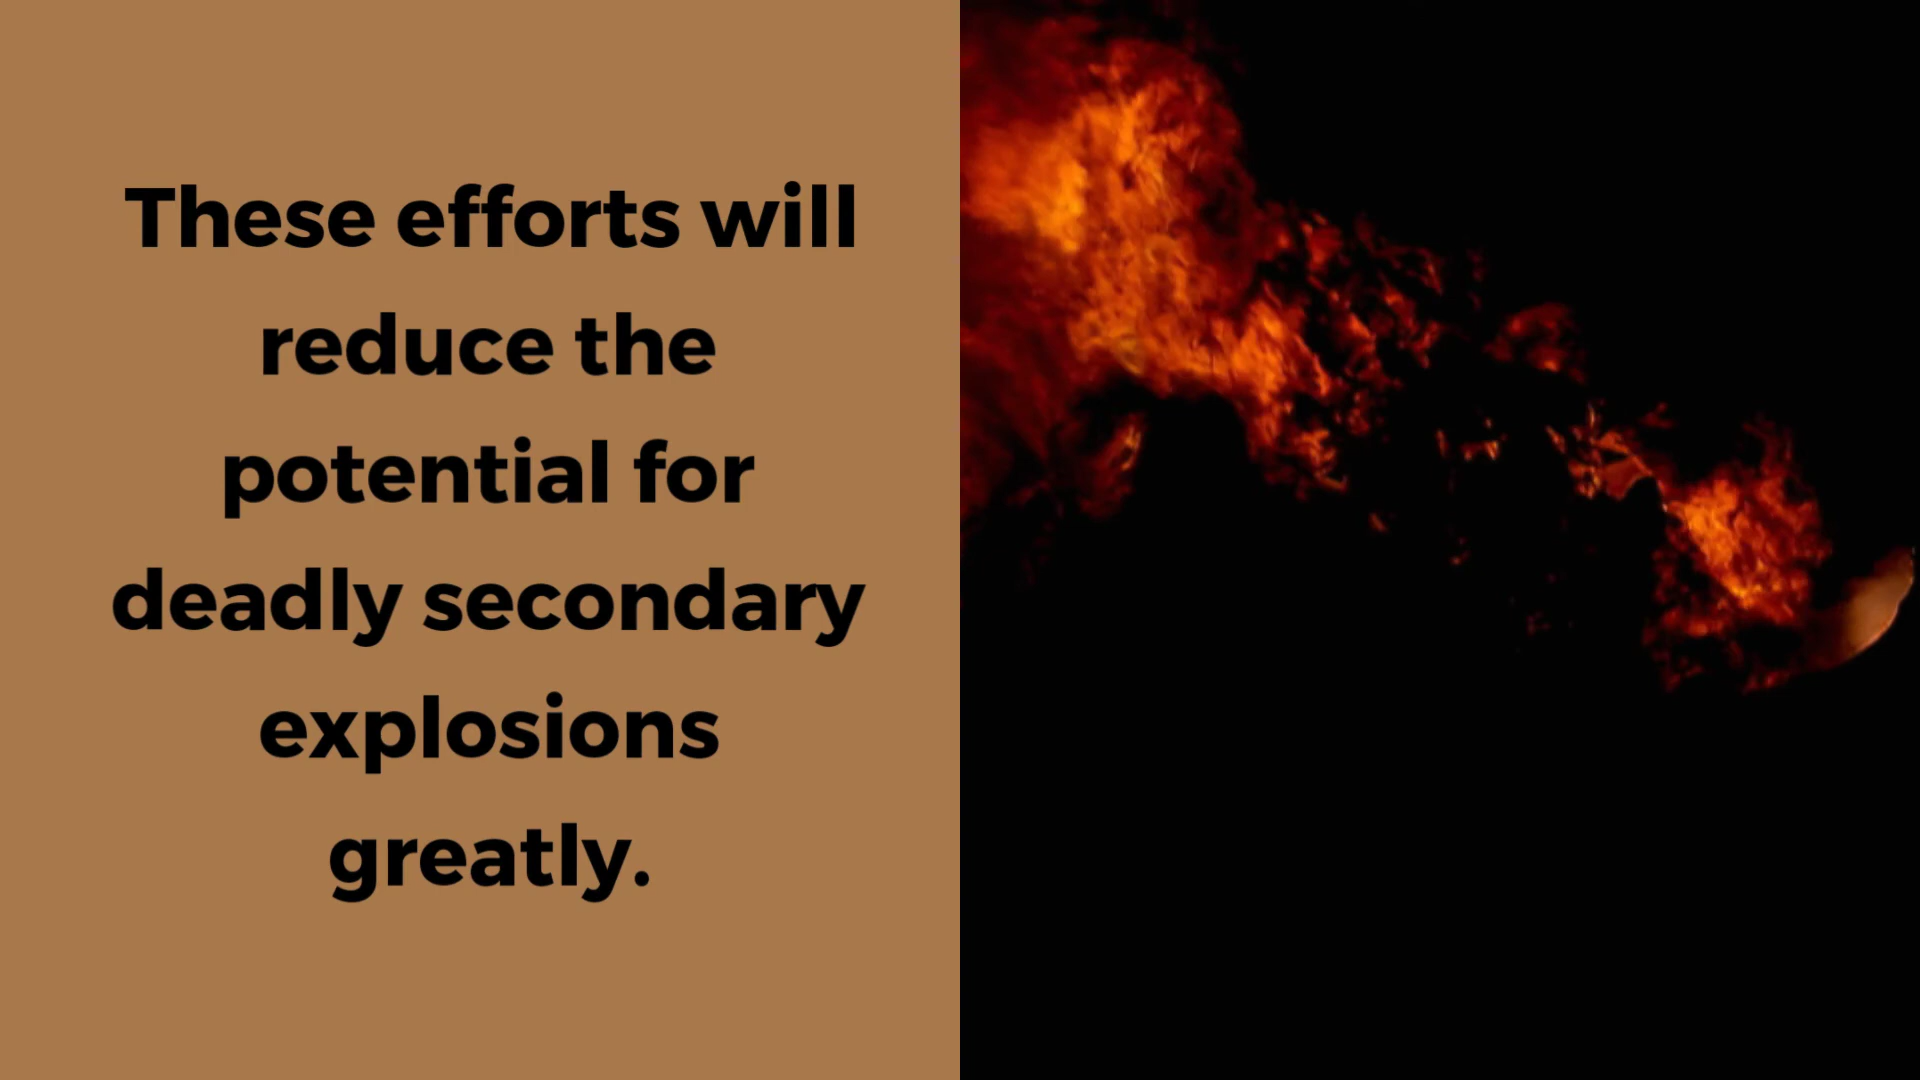 These efforts will
reduce the
potential for
deadly secondary
explosions
greatly.